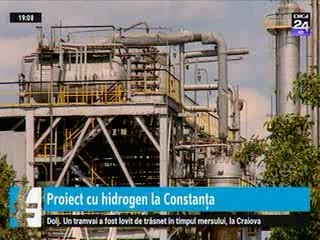 19:08
DIGI
24
HD
Proiect cu hidrogen la Constanța
Dolj. Un tramvai a fost lovit de trăsnet în timpul mersului, la Craiova